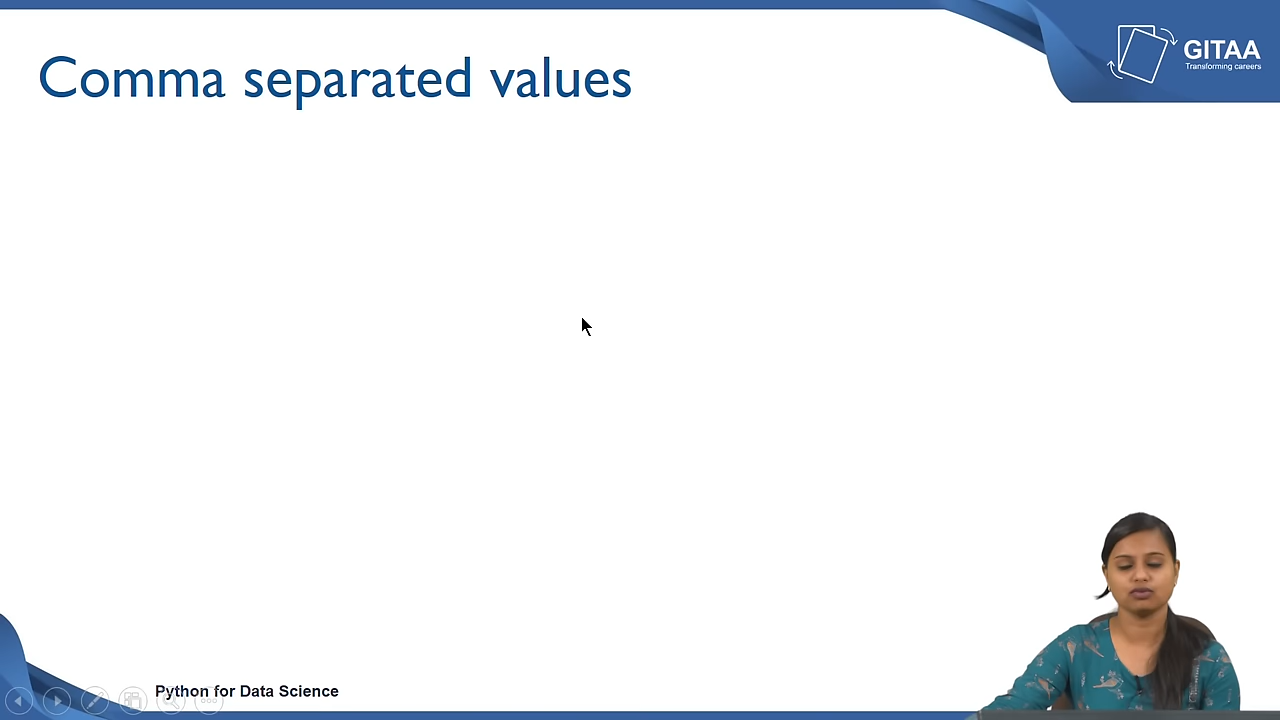 Comma separated values
GITAA
Transforming careers
Python for Data Science